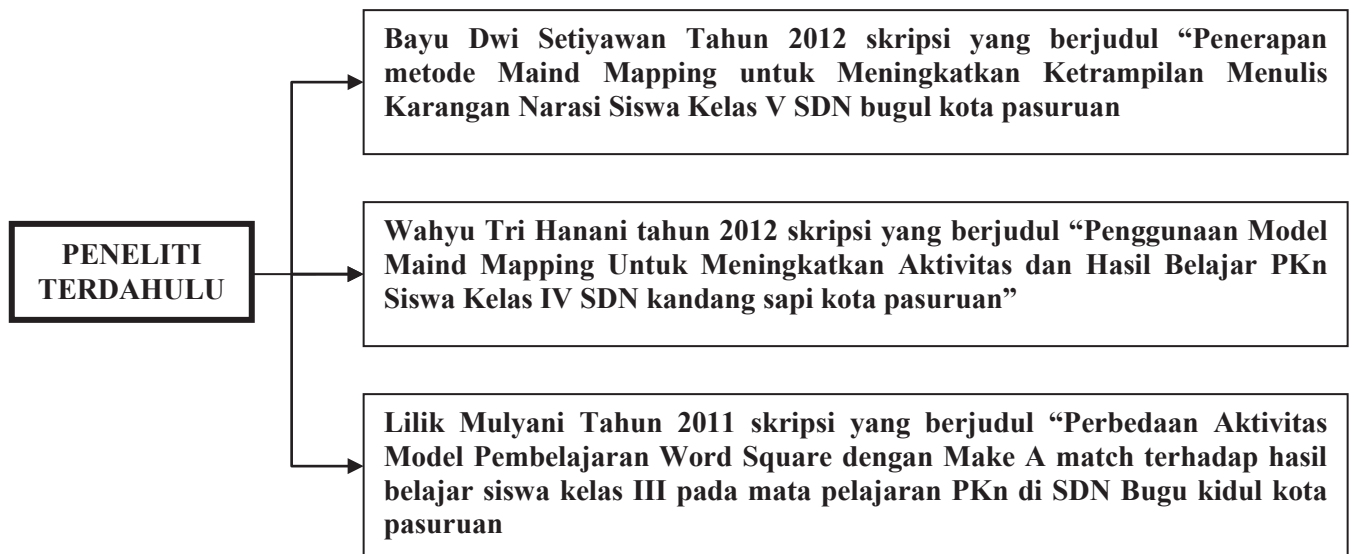 Bayu Dwi Setiyawan Tahun 2012 skripsi yang berjudul “Penerapan
metode Maind Mapping untuk Meningkatkan Ketrampilan Menulis
Karangan Narasi Siswa Kelas V SDN bugul kota pasuruan
PENELITI
TERDAHULU
Wahyu Tri Hanani tahun 2012 skripsi yang berjudul “Penggunaan Model
Maind Mapping Untuk Meningkatkan Aktivitas dan Hasil Belajar PKn
Siswa Kelas IV SDN kandang sapi kota pasuruan”
Lilik Mulyani Tahun 2011 skripsi yang berjudul “Perbedaan Aktivitas
Model Pembelajaran Word Square dengan Make A match terhadap hasil
belajar siswa kelas III pada mata pelajaran PKn di SDN Bugu kidul kota
pasuruan